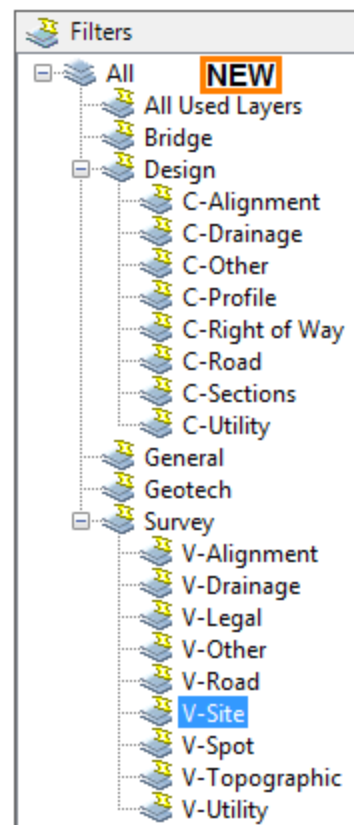 Filters
All NEW
All Used Layers
Bridge
Design
C-Alignment
C-Drainage
C-Other
C-Profile
C-Right of Way
C-Road
C-Sections
C-Utility
General
Geotech
Survey
V-Alignment
V-Drainage
V-Legal
V-Other
V-Road
V-Site
V-Spot
V-Topographic
V-Utility